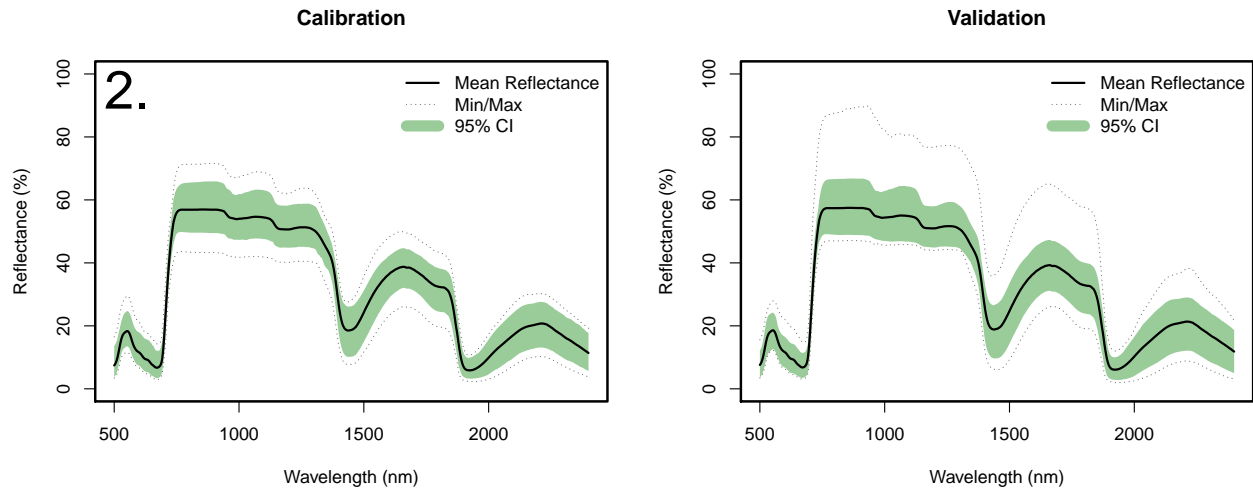 Calibration
2.
Mean Reflectance
Min/Max
95% CI
Reflectance (%)
100
80
60
40
20
0
500
1000
1500
2000
Wavelength (nm)
Validation
Mean Reflectance
Min/Max
95% CI
Reflectance (%)
100
80
60
40
20
0
500
1000
1500
2000
Wavelength (nm)